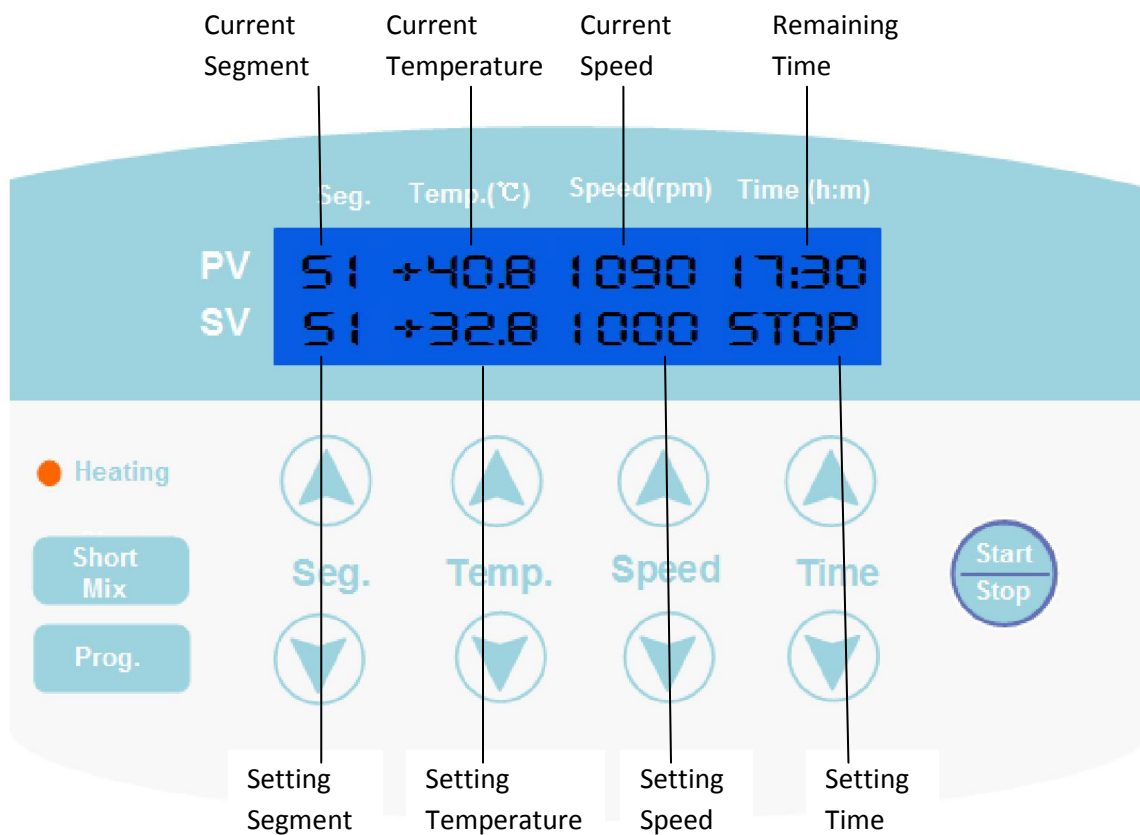 Current Segment
Current Temperature
Current Speed
Remaining Time
Seg. Temp.(℃) Speed(rpm) Time (h:m)
PV S1 +40.8 1090 17:30
SV S1 +32.8 1000 STOP
Heating
Short Mix
Prog.
Seg. Temp. Speed Time
Start
Stop
Setting Segment
Setting Temperature
Setting Speed
Setting Time